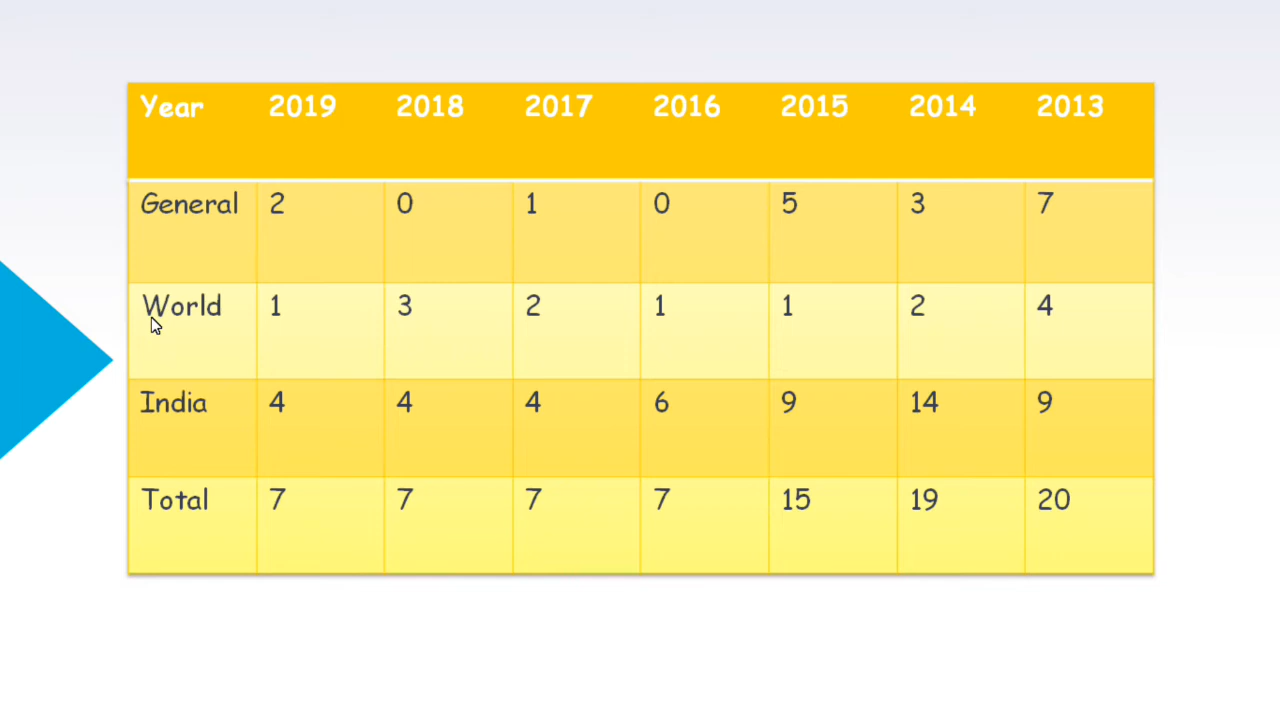 Year 2019 2018 2017 2016 2015 2014 2013
General 2 0 1 0 5 3 7
World 1 3 2 1 1 2 4
India 4 4 4 6 9 14 9
Total 7 7 7 7 15 19 20